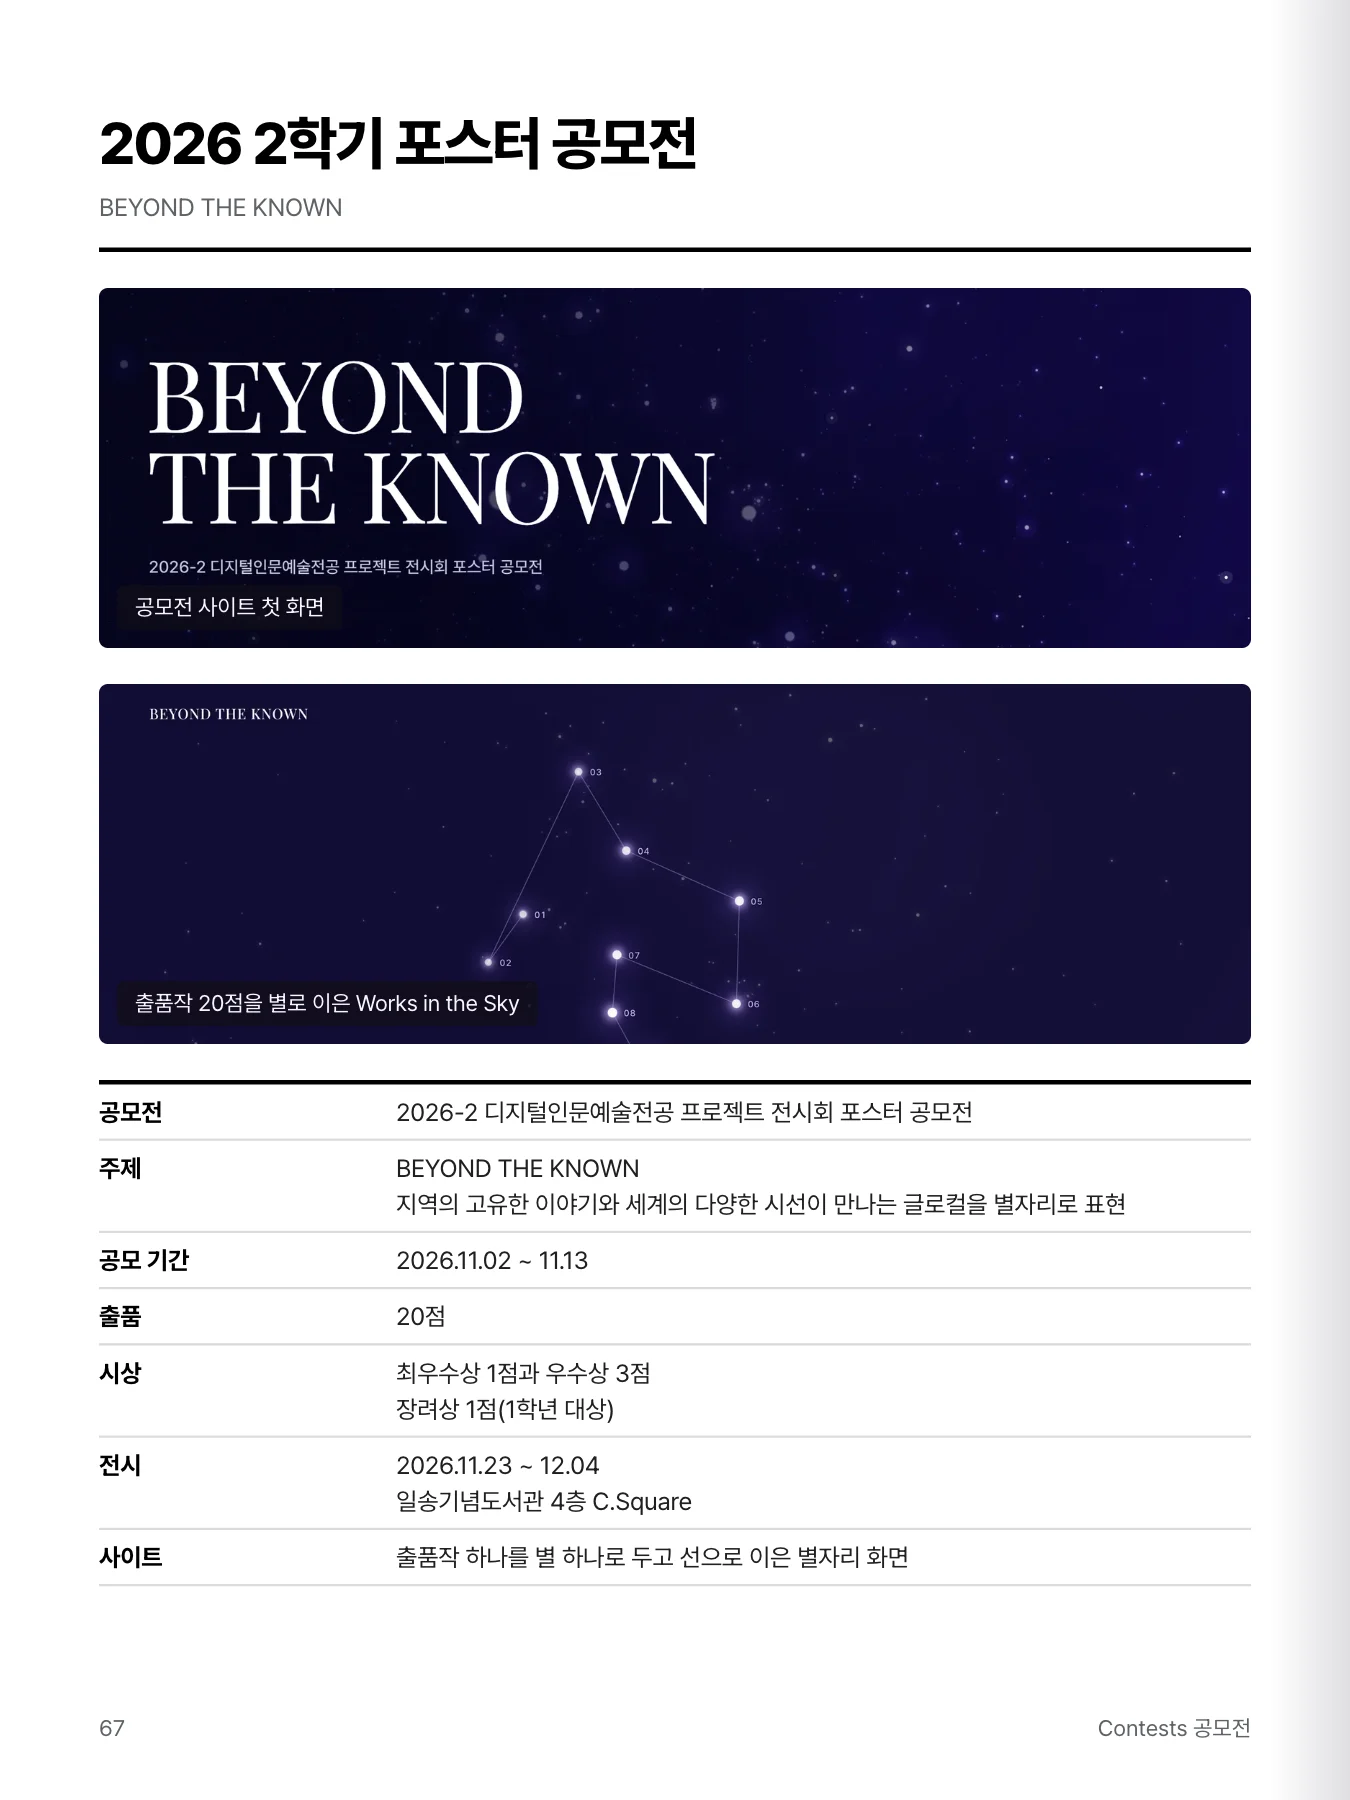 2026 2학기 포스터 공모전
BEYOND THE KNOWN
BEYOND
THE KNOWN
2026-2 디지털인문예술전공 프로젝트 전시회 포스터 공모전
공모전 사이트 첫 화면
BEYOND THE KNOWN
03
04
05
01
07
02
06
08
출품작 20점을 별로 이은 Works in the Sky
공모전 2026-2 디지털인문예술전공 프로젝트 전시회 포스터 공모전
주제 BEYOND THE KNOWN
지역의 고유한 이야기와 세계의 다양한 시선이 만나는 글로컬을 별자리로 표현
공모 기간 2026.11.02 ~ 11.13
출품 20점
시상 최우수상 1점과 우수상 3점
장려상 1점(1학년 대상)
전시 2026.11.23 ~ 12.04
일송기념도서관 4층 C.Square
사이트 출품작 하나를 별 하나로 두고 선으로 이은 별자리 화면
67
Contests 공모전